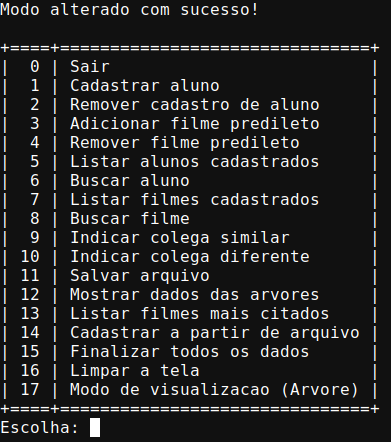 Modo alterado com sucesso!
+====+===============================+
|  0 | Sair                          |
|  1 | Cadastrar aluno               |
|  2 | Remover cadastro de aluno     |
|  3 | Adicionar filme predileto     |
|  4 | Remover filme predileto       |
|  5 | Listar alunos cadastrados     |
|  6 | Buscar aluno                  |
|  7 | Listar filmes cadastrados     |
|  8 | Buscar filme                  |
|  9 | Indicar colega similar        |
| 10 | Indicar colega diferente      |
| 11 | Salvar arquivo                |
| 12 | Mostrar dados das arvores     |
| 13 | Listar filmes mais citados    |
| 14 | Cadastrar a partir de arquivo |
| 15 | Finalizar todos os dados      |
| 16 | Limpar a tela                 |
| 17 | Modo de visualizacao (Arvore) |
+====+===============================+
Escolha: